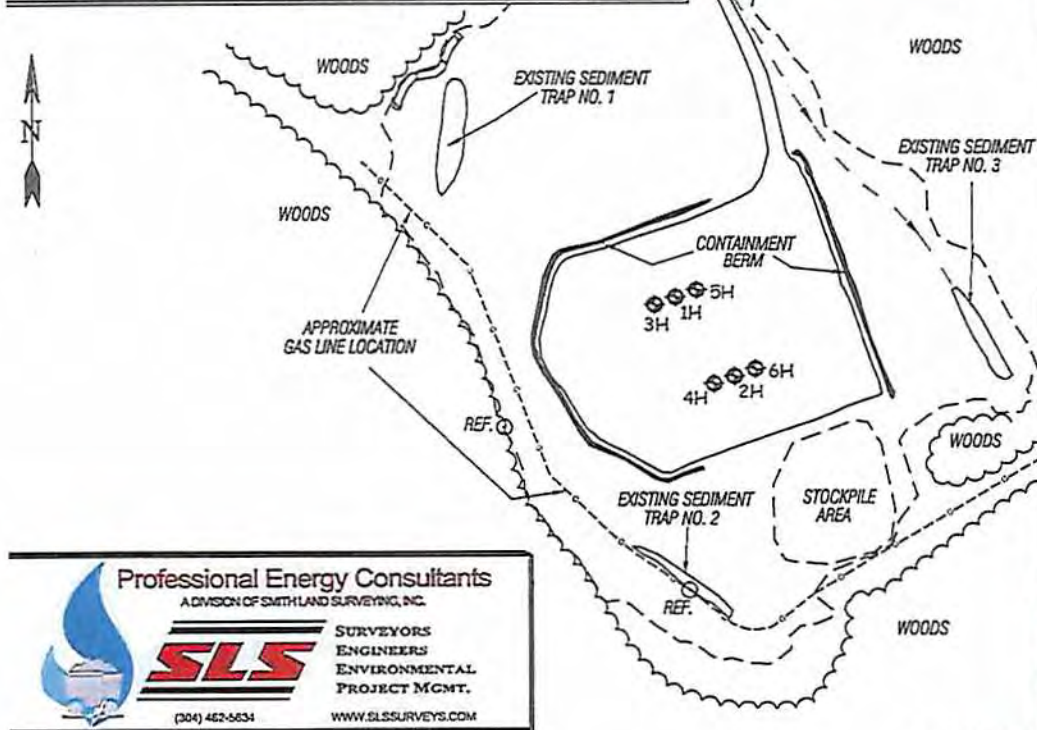 WOODS
WOODS
EXISTING SEDIMENT
TRAP NO. 1
N
EXISTING SEDIMENT
TRAP NO. 3
WOODS
CONTAINMENT
BERM
5H
1H
3H
APPROXIMATE
GAS LINE LOCATION
6H
2H
4H
REF.
WOODS
EXISTING SEDIMENT
TRAP NO. 2
STOCKPILE
AREA
REF.
WOODS
Professional Energy Consultants
A DIVISION OF SMITH LAND SURVEYING, INC.
SLS
SURVEYORS
ENGINEERS
ENVIRONMENTAL
PROJECT MGMT.
(304) 462-5634
WWW.SLSSURVEYS.COM